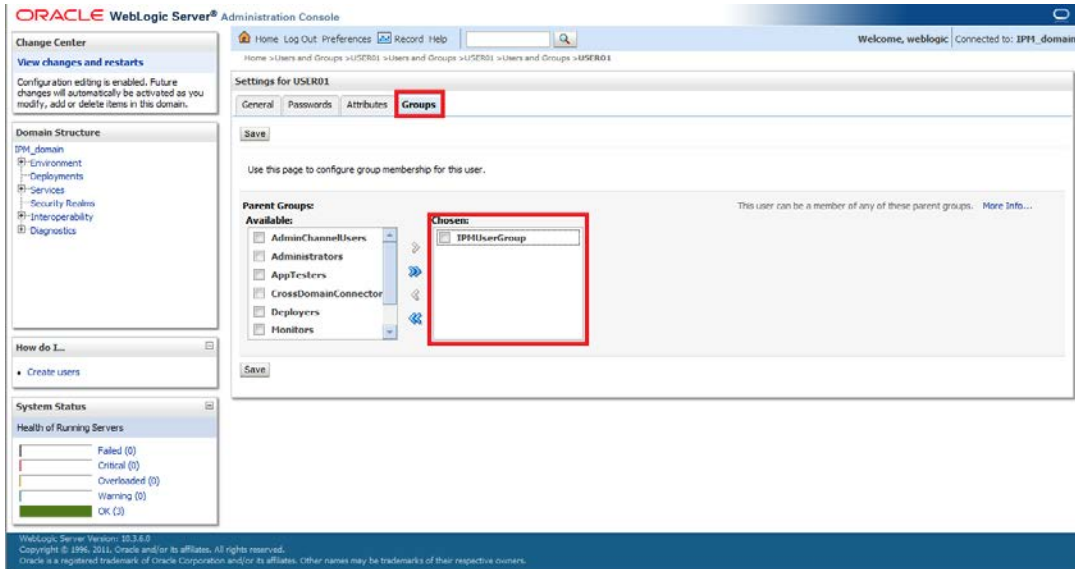 ORACLE WebLogic Server® Administration Console
Change Center
View changes and restarts
Configuration editing is enabled. Future
changes will automatically be activated as you
modify, add or delete items in this domain.
Domain Structure
IPM_domain
Environment
Deployments
Services
Security Realms
Interoperability
Diagnostics
How do I...
Create users
System Status
Health of Running Servers
Failed (0)
Critical (0)
Overloaded (0)
Warning (0)
OK (3)
Home Log Out Preferences Record Help
Welcome, weblogic Connected to: IPM_domain
Home >Users and Groups >USER01 >Users and Groups >USER01 >Users and Groups >USER01
Settings for USER01
General Passwords Attributes Groups
Save
Use this page to configure group membership for this user.
Parent Groups:
This user can be a member of any of these parent groups. More Info...
Available:
AdminChannelUsers
Administrators
AppTesters
CrossDomainConnector
Deployers
Monitors
Chosen:
IPMUserGroup
Save
WebLogic Server Version: 10.3.6.0
Copyright © 1996, 2011, Oracle and/or its affiliates. All rights reserved.
Oracle is a registered trademark of Oracle Corporation and/or its affiliates. Other names may be trademarks of their respective owners.